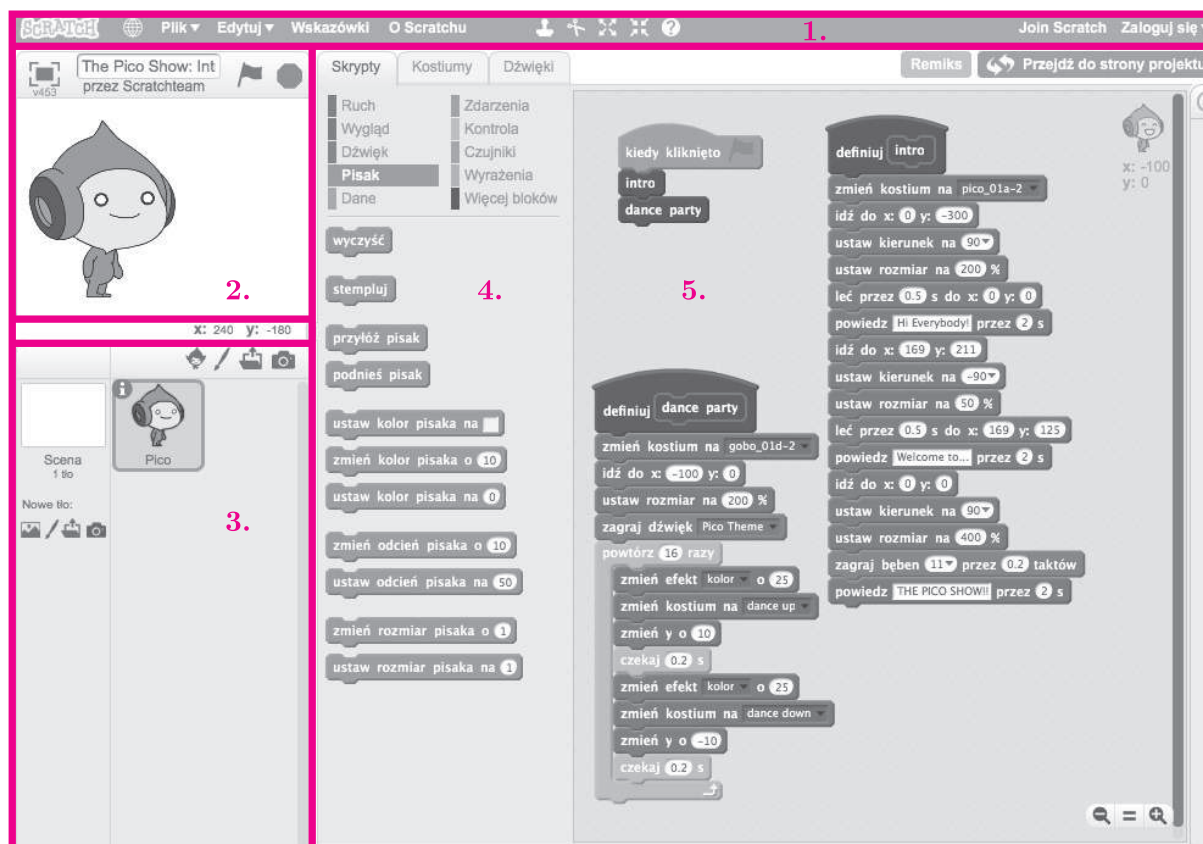 SCRATCH Plik Edytuj Wskazówki O Scratchu ? 1. Join Scratch Zaloguj się
v453 The Pico Show: Int
przez Scratchteam
2.
x: 240 y: -180
Scena
1 tło
Nowe tło:
Pico
3.
Skrypty Kostiumy Dźwięki
Ruch Zdarzenia
Wygląd Kontrola
Dźwięk Czujniki
Pisak Wyrażenia
Dane Więcej bloków
wyczyść
stempluj
4.
przyłóż pisak
podnieś pisak
ustaw kolor pisaka na
zmień kolor pisaka o 10
ustaw kolor pisaka na 0
zmień odcień pisaka o 10
ustaw odcień pisaka na 50
zmień rozmiar pisaka o 1
ustaw rozmiar pisaka na 1
Remiks Przejdź do strony projektu
kiedy kliknięto
intro
dance party
5.
definiuj dance party
zmień kostium na gobo_01d-2
idź do x: -100 y: 0
ustaw rozmiar na 200 %
zagraj dźwięk Pico Theme
powtórz 16 razy
zmień efekt kolor o 25
zmień kostium na dance up
zmień y o 10
czekaj 0.2 s
zmień efekt kolor o 25
zmień kostium na dance down
zmień y o -10
czekaj 0.2 s
definiuj intro
zmień kostium na pico_01a-2
idź do x: 0 y: -300
ustaw kierunek na 90
ustaw rozmiar na 200 %
leć przez 0.5 s do x: 0 y: 0
powiedz Hi Everybody! przez 2 s
idź do x: 169 y: 211
ustaw kierunek na -90
ustaw rozmiar na 50 %
leć przez 0.5 s do x: 169 y: 125
powiedz Welcome to... przez 2 s
idź do x: 0 y: 0
ustaw kierunek na 90
ustaw rozmiar na 400 %
zagraj bęben 11 przez 0.2 taktów
powiedz THE PICO SHOW!! przez 2 s
x: -100
y: 0